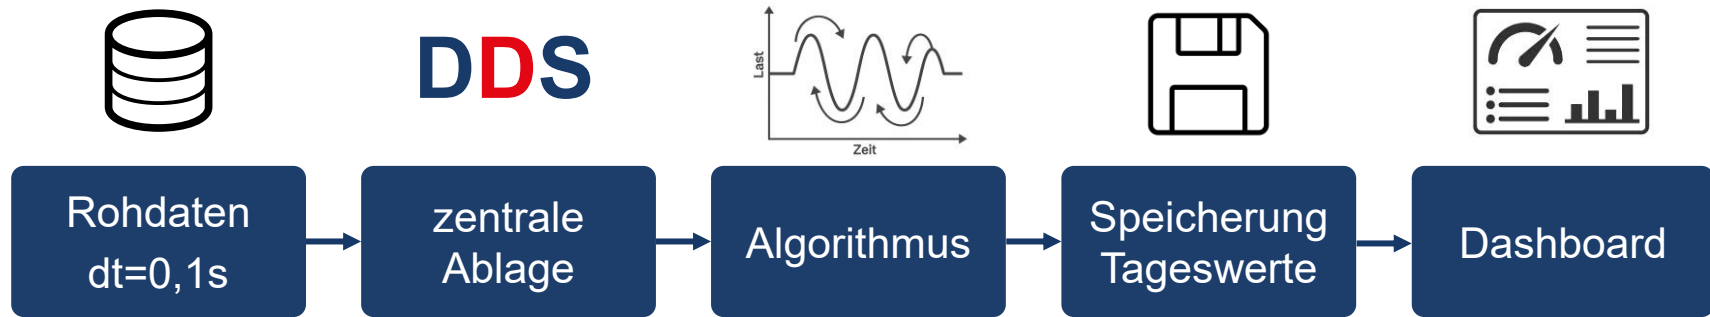 DDS
Last
Zeit
Rohdaten
dt=0,1s
zentrale
Ablage
Algorithmus
Speicherung
Tageswerte
Dashboard